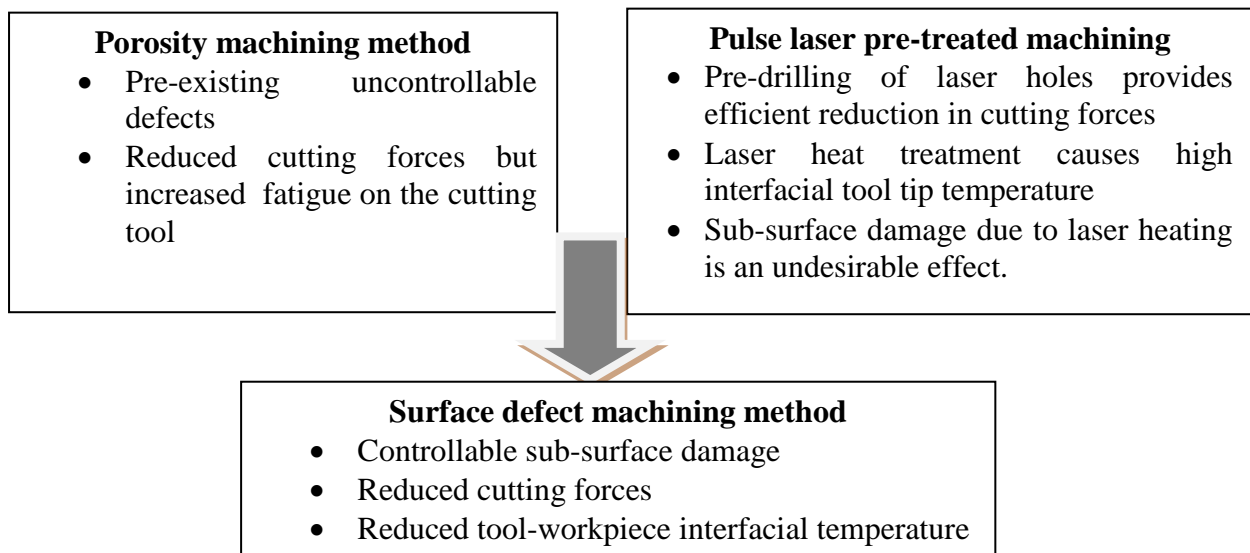 Porosity machining method
• Pre-existing uncontrollable
defects
• Reduced cutting forces but
increased fatigue on the cutting
tool
Pulse laser pre-treated machining
• Pre-drilling of laser holes provides
efficient reduction in cutting forces
• Laser heat treatment causes high
interfacial tool tip temperature
• Sub-surface damage due to laser heating
is an undesirable effect.
Surface defect machining method
• Controllable sub-surface damage
• Reduced cutting forces
• Reduced tool-workpiece interfacial temperature